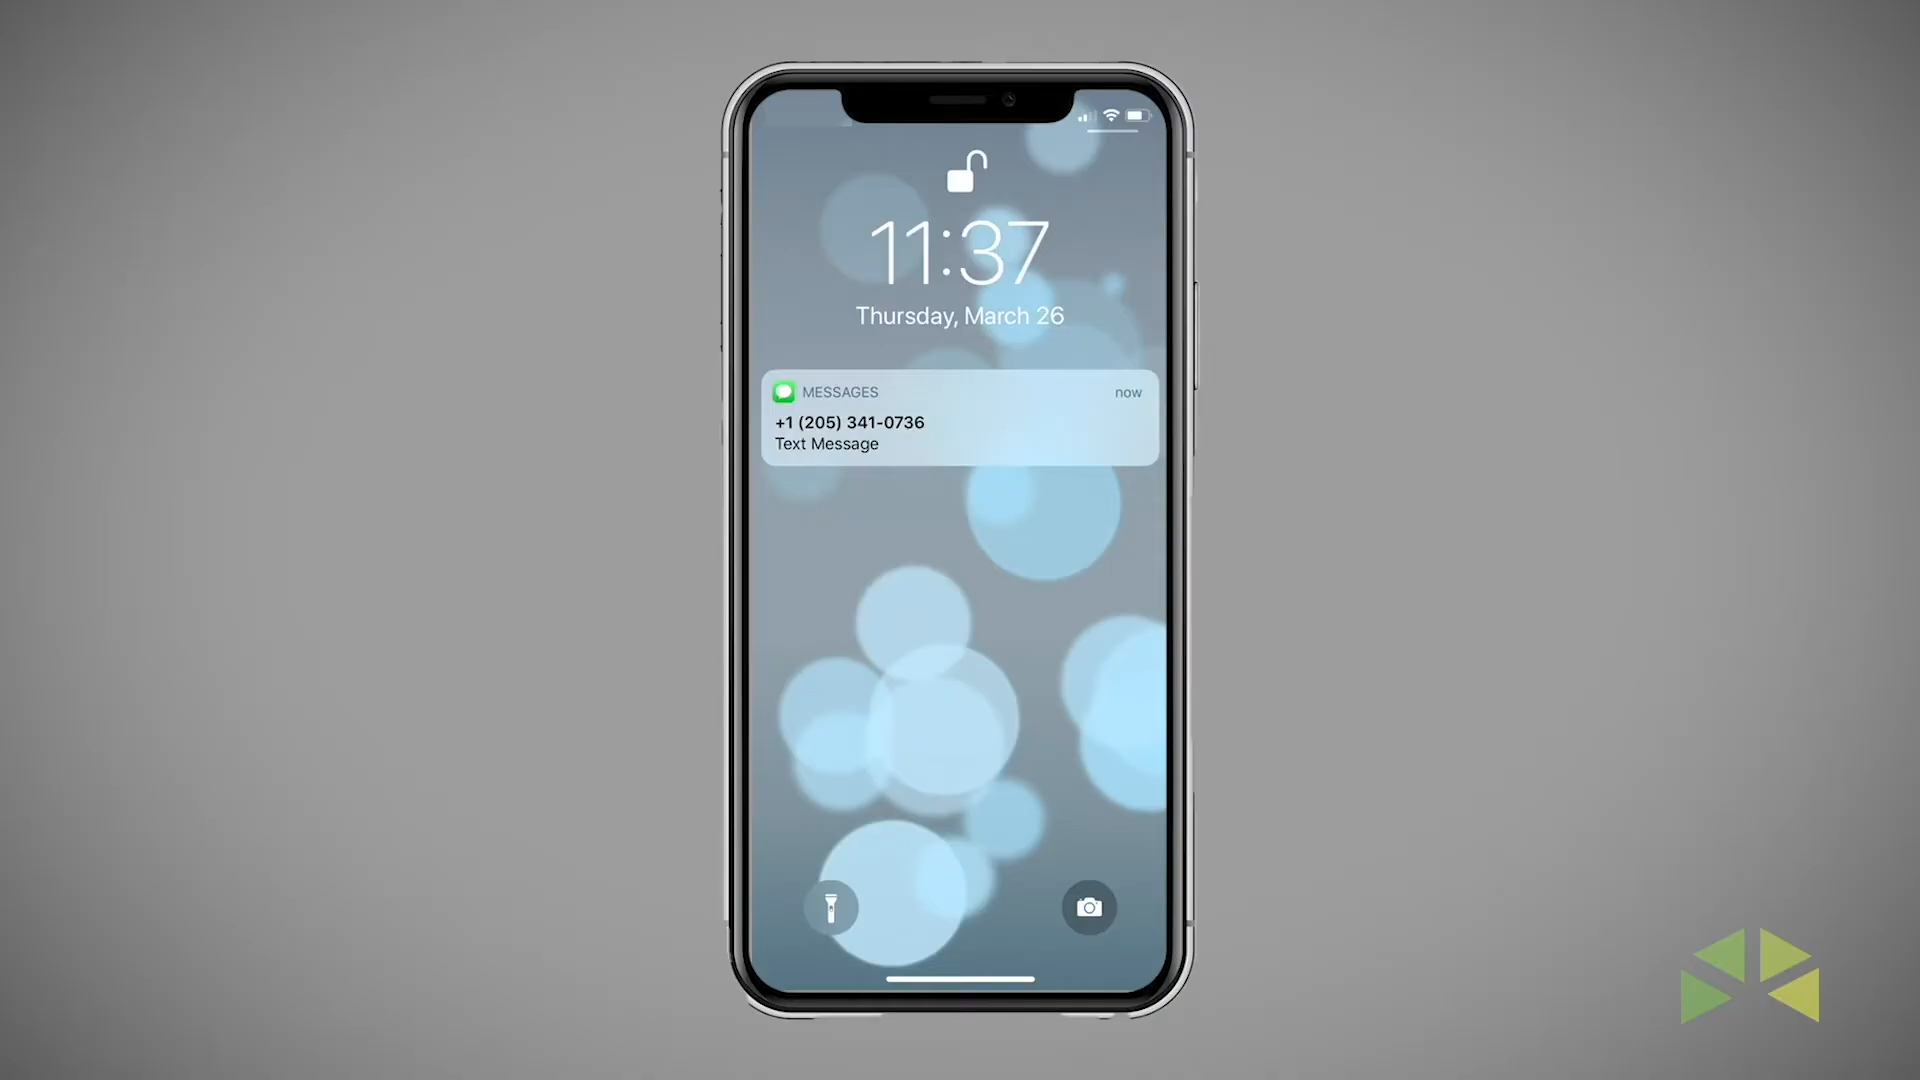 11:37
Thursday, March 26
MESSAGES now
+1 (205) 341-0736
Text Message